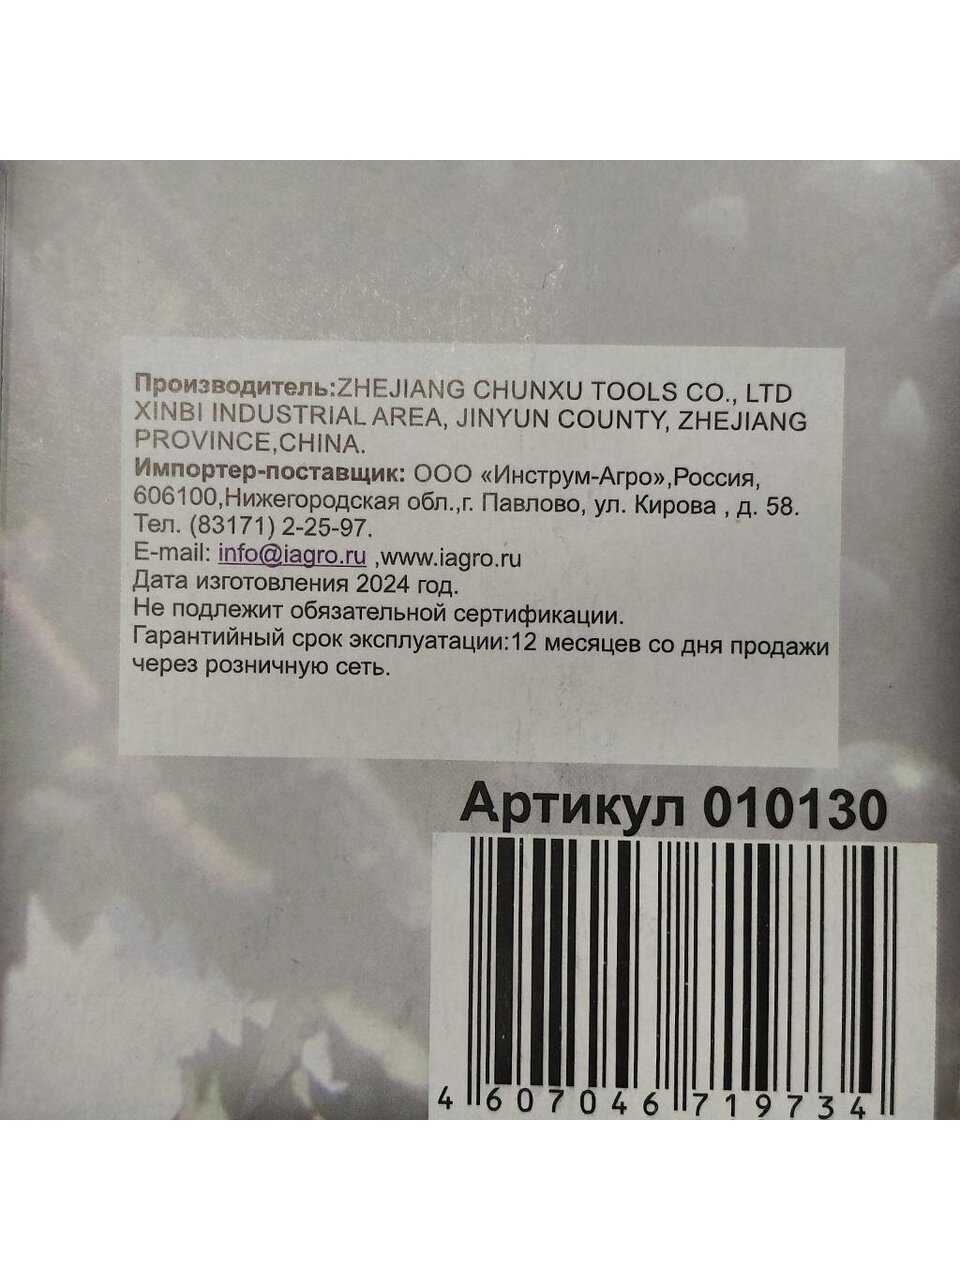 Производитель:ZHEJIANG CHUNXU TOOLS CO., LTD
XINBI INDUSTRIAL AREA, JINYUN COUNTY, ZHEJIANG
PROVINCE,CHINA.
Импортер-поставщик: ООО «Инструм-Агро»,Россия,
606100,Нижегородская обл.,г. Павлово, ул. Кирова , д. 58.
Тел. (83171) 2-25-97.
E-mail: info@iagro.ru ,www.iagro.ru
Дата изготовления 2024 год.
Не подлежит обязательной сертификации.
Гарантийный срок эксплуатации:12 месяцев со дня продажи
через розничную сеть.
Артикул 010130
4 607046 719734